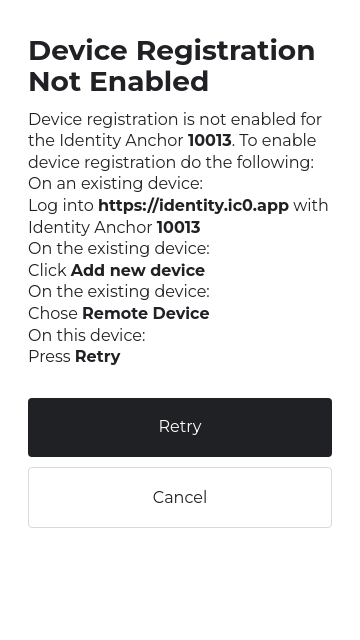 Device Registration
Not Enabled
Device registration is not enabled for
the Identity Anchor 10013. To enable
device registration do the following:
On an existing device:
Log into https://identity.ic0.app with
Identity Anchor 10013
On the existing device:
Click Add new device
On the existing device:
Chose Remote Device
On this device:
Press Retry
Retry
Cancel